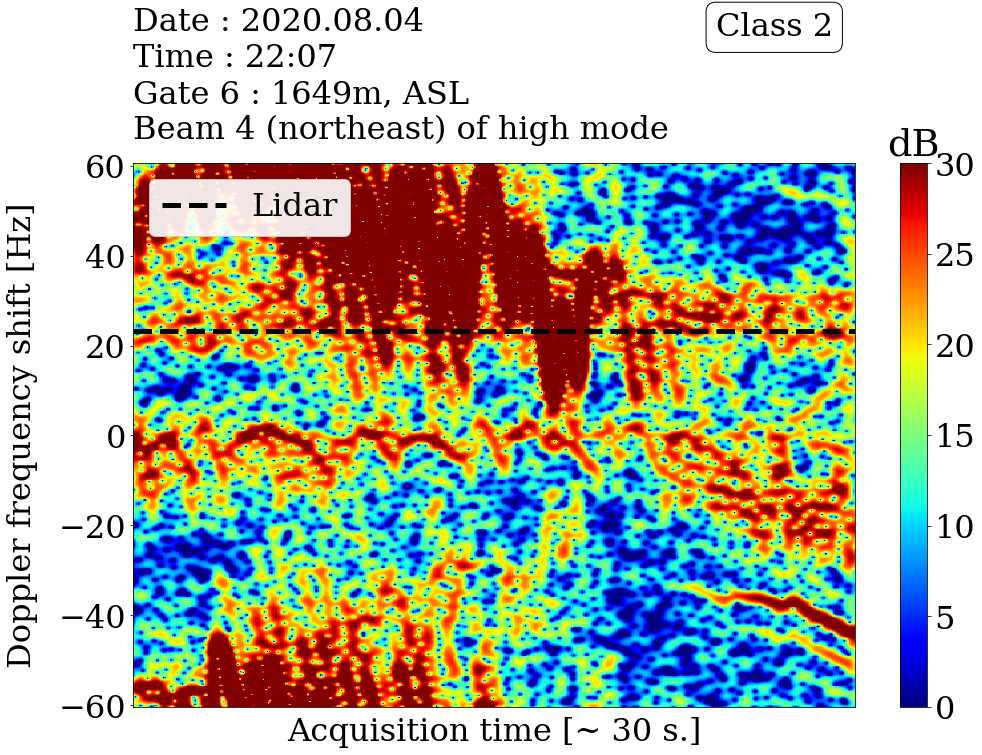 Date : 2020.08.04
Time : 22:07
Gate 6 : 1649m, ASL
Beam 4 (northeast) of high mode
Class 2
dB
Lidar
Doppler frequency shift [Hz]
60
40
20
0
−20
−40
−60
30
25
20
15
10
5
0
Acquisition time [~ 30 s.]